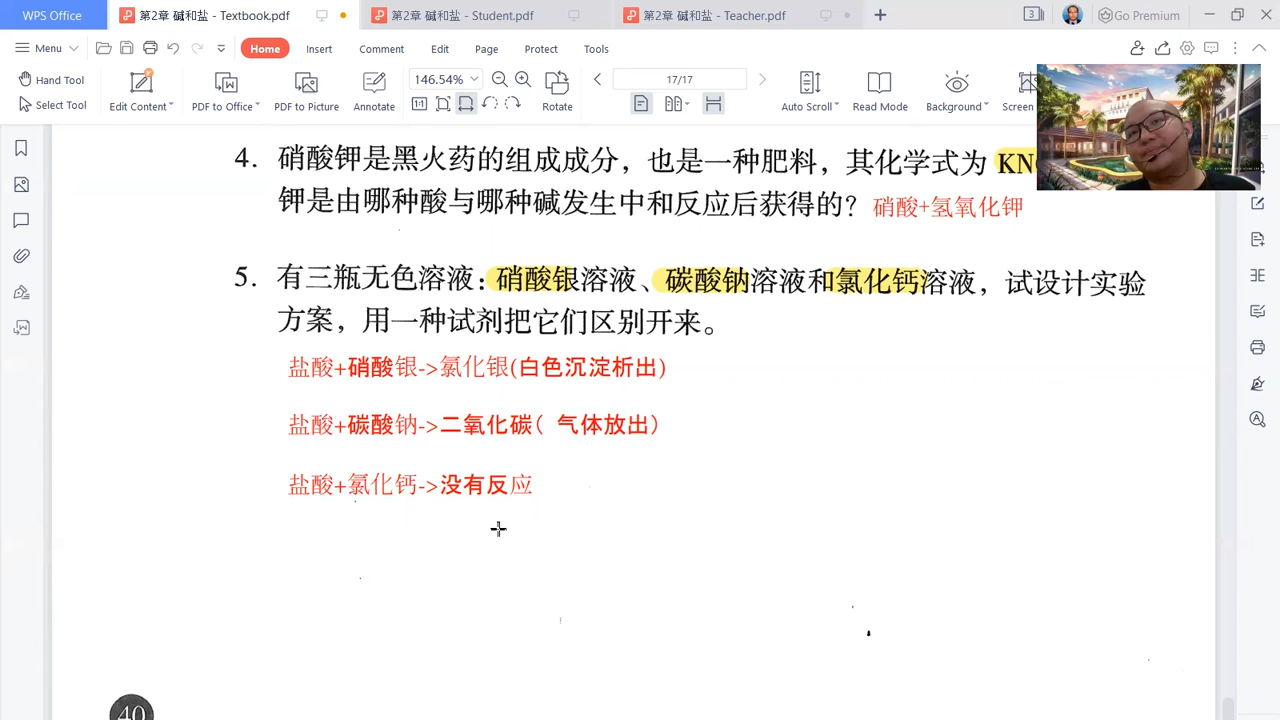 WPS Office
第2章 碱和盐 - Textbook.pdf
第2章 碱和盐 - Student.pdf
第2章 碱和盐 - Teacher.pdf
3
Go Premium
Menu
Home
Insert
Comment
Edit
Page
Protect
Tools
Hand Tool
Select Tool
Edit Content
PDF to Office
PDF to Picture
Annotate
146.54%
Rotate
17/17
Auto Scroll
Read Mode
Background
Screen
4. 硝酸钾是黑火药的组成成分，也是一种肥料，其化学式为 KN
钾是由哪种酸与哪种碱发生中和反应后获得的？ 硝酸+氢氧化钾
5. 有三瓶无色溶液：硝酸银溶液、碳酸钠溶液和氯化钙溶液，试设计实验
方案，用一种试剂把它们区别开来。
盐酸+硝酸银->氯化银(白色沉淀析出)
盐酸+碳酸钠->二氧化碳( 气体放出)
盐酸+氯化钙->没有反应
40